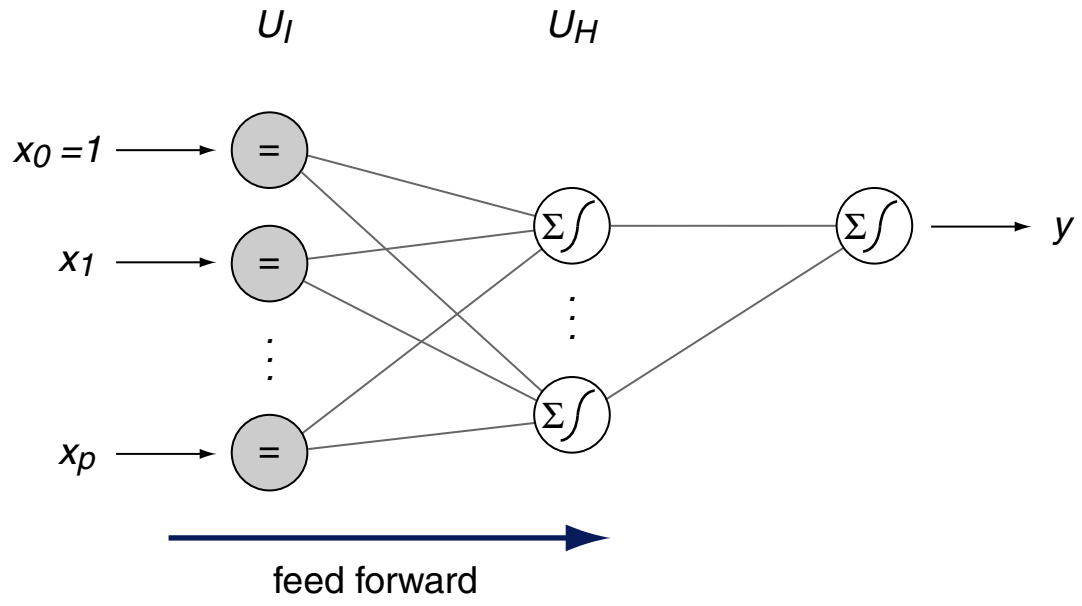 U_I U_H
x_0 =1 =
Σ∫ Σ∫ y
x_1 =
⋮ ⋮
Σ∫
x_p =
feed forward